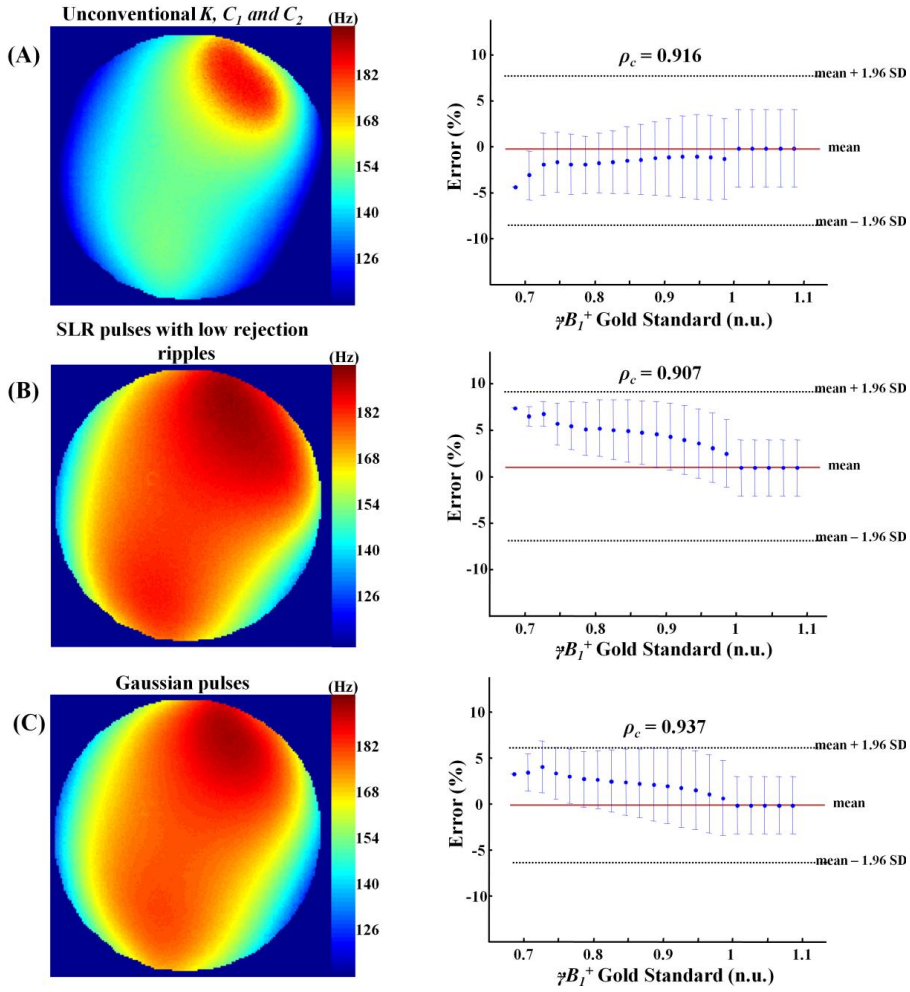 Unconventional K, C1 and C2
(Hz)
(A)
182
168
154
140
126
10
5
0
-5
-10
Error (%)
ρc = 0.916
mean + 1.96 SD
mean
mean – 1.96 SD
0.7 0.8 0.9 1 1.1
γB1+ Gold Standard (n.u.)
SLR pulses with low rejection
ripples
(Hz)
(B)
182
168
154
140
126
10
5
0
-5
-10
Error (%)
ρc = 0.907
mean + 1.96 SD
mean
mean – 1.96 SD
0.7 0.8 0.9 1 1.1
γB1+ Gold Standard (n.u.)
Gaussian pulses
(Hz)
(C)
182
168
154
140
126
10
5
0
-5
-10
Error (%)
ρc = 0.937
mean + 1.96 SD
mean
mean – 1.96 SD
0.7 0.8 0.9 1 1.1
γB1+ Gold Standard (n.u.)